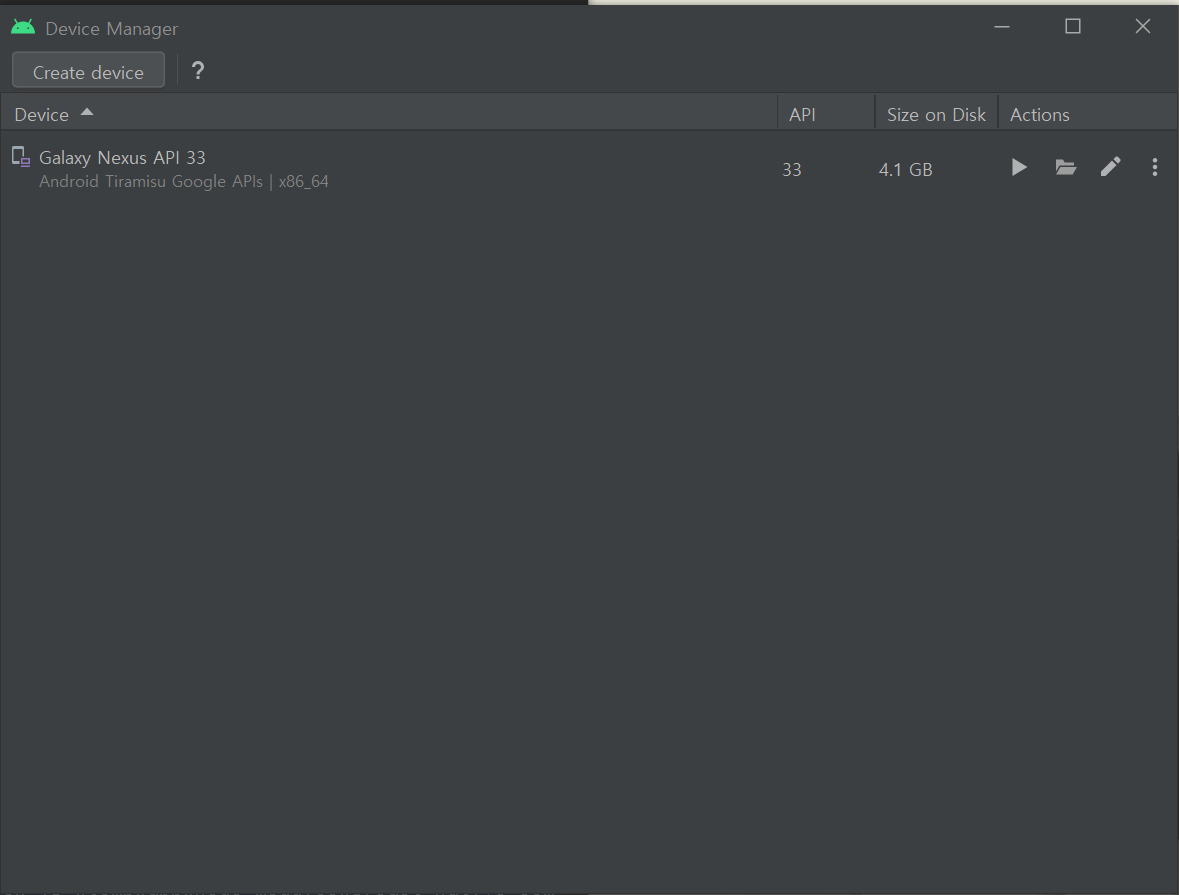 Device Manager
Create device ?
Device API Size on Disk Actions
Galaxy Nexus API 33
Android Tiramisu Google APIs | x86_64
33 4.1 GB